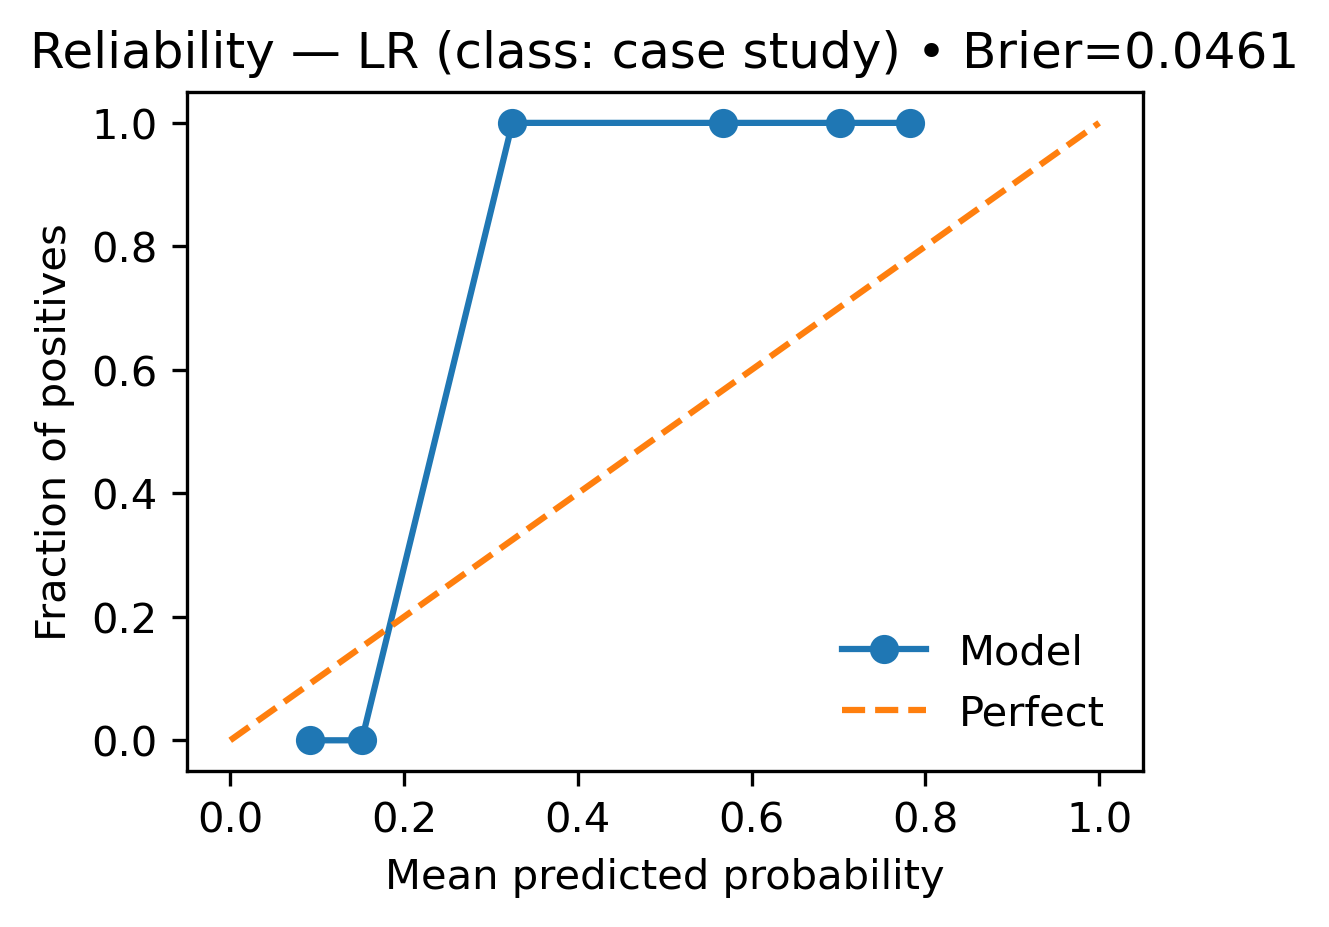 Reliability — LR (class: case study) • Brier=0.0461
1.0
0.8
0.6
0.4
0.2
0.0
Fraction of positives
Model
Perfect
0.0 0.2 0.4 0.6 0.8 1.0
Mean predicted probability